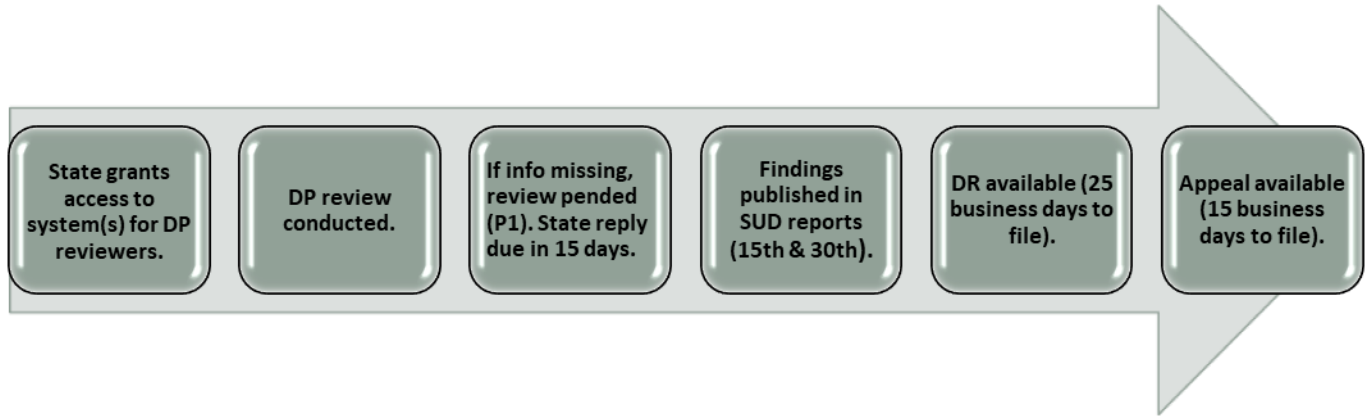 State grants
access to
system(s) for DP
reviewers.
DP review
conducted.
If info missing,
review pended
(P1). State reply
due in 15 days.
Findings
published in
SUD reports
(15th & 30th).
DR available (25
business days to
file).
Appeal available
(15 business
days to file).